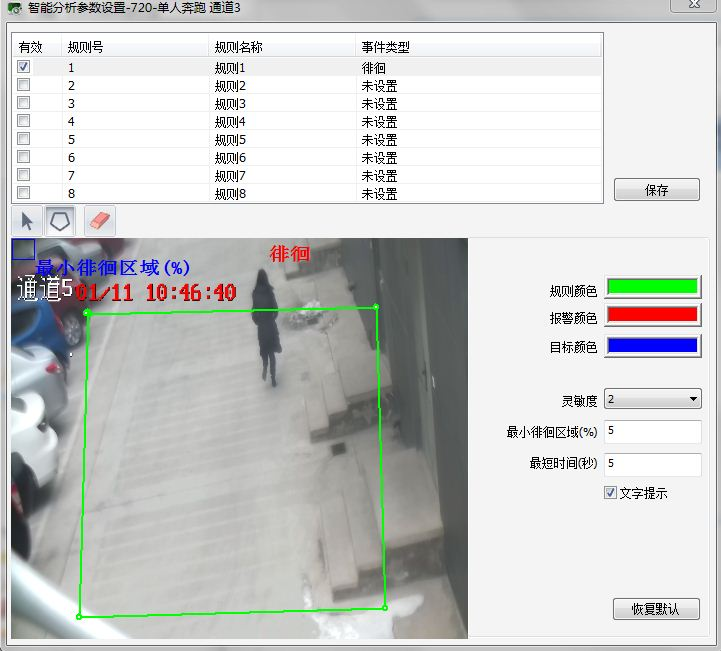 智能分析参数设置-720-单人奔跑 通道3
有效 规则号 规则名称 事件类型
1 规则1 徘徊
2 规则2 未设置
3 规则3 未设置
4 规则4 未设置
5 规则5 未设置
6 规则6 未设置
7 规则7 未设置
8 规则8 未设置
保存
徘徊
最小徘徊区域(%)
通道5
01/11 10:46:40
规则颜色
报警颜色
目标颜色
灵敏度 2
最小徘徊区域(%) 5
最短时间(秒) 5
文字提示
恢复默认